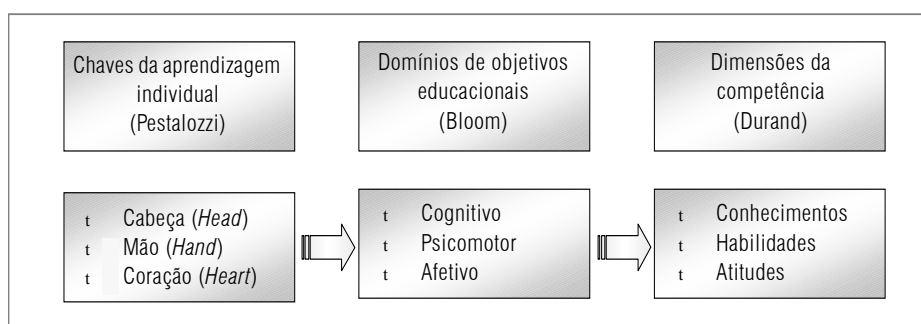 Chaves da aprendizagem
individual
(Pestalozzi)
Domínios de objetivos
educacionais
(Bloom)
Dimensões da
competência
(Durand)
t Cabeça (Head)
t Mão (Hand)
t Coração (Heart)
t Cognitivo
t Psicomotor
t Afetivo
t Conhecimentos
t Habilidades
t Atitudes